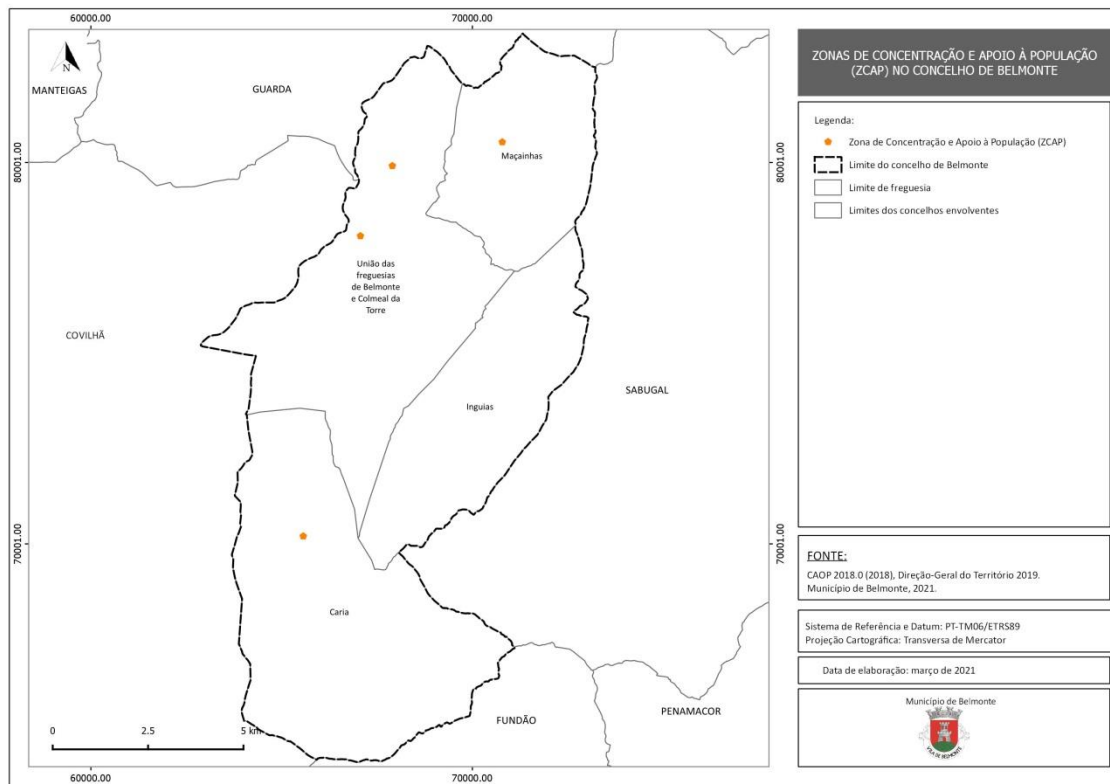 60000.00
70000.00
N
MANTEIGAS
GUARDA
Maçainhas
80001.00
80001.00
União das
freguesias
de Belmonte
e Colmeal da
Torre
COVILHÃ
SABUGAL
Inguias
70001.00
70001.00
Caria
FUNDÃO
PENAMACOR
0
2.5
5 km
60000.00
70000.00
ZONAS DE CONCENTRAÇÃO E APOIO À POPULAÇÃO
(ZCAP) NO CONCELHO DE BELMONTE
Legenda:
Zona de Concentração e Apoio à População (ZCAP)
Limite do concelho de Belmonte
Limite de freguesia
Limites dos concelhos envolventes
FONTE:
CAOP 2018.0 (2018), Direção-Geral do Território 2019.
Município de Belmonte, 2021.
Sistema de Referência e Datum: PT-TM06/ETRS89
Projeção Cartográfica: Transversa de Mercator
Data de elaboração: março de 2021
Município de Belmonte
VILA DE BELMONTE